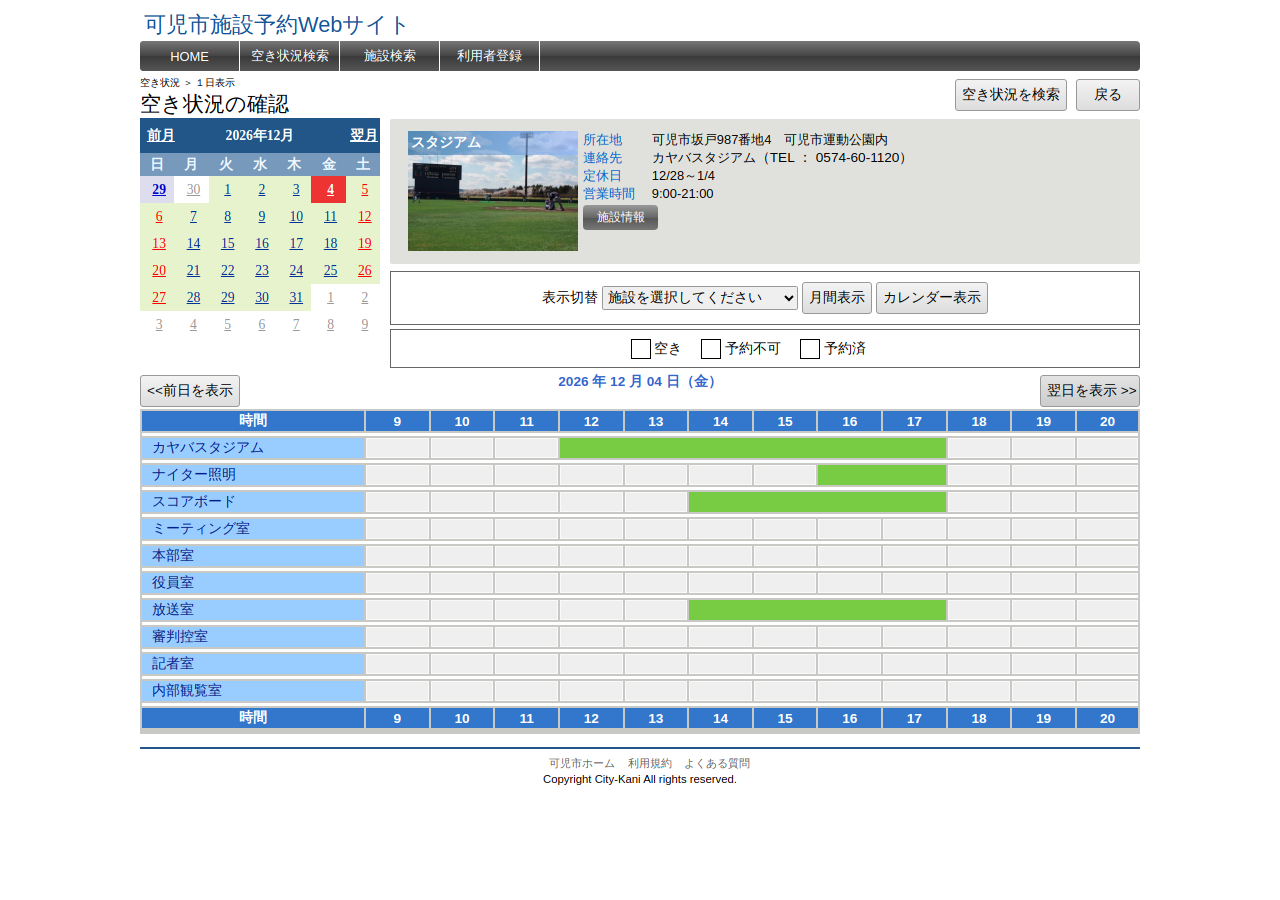 可児市施設予約Webサイト
HOME 空き状況検索 施設検索 利用者登録
空き状況 ＞ １日表示
空き状況の確認
空き状況を検索 戻る
前月 2026年12月 翌月
日 月 火 水 木 金 土
29 30 1 2 3 4 5
6 7 8 9 10 11 12
13 14 15 16 17 18 19
20 21 22 23 24 25 26
27 28 29 30 31 1 2
3 4 5 6 7 8 9
スタジアム
所在地 可児市坂戸987番地4　可児市運動公園内
連絡先 カヤバスタジアム（TEL ： 0574-60-1120）
定休日 12/28～1/4
営業時間 9:00-21:00
施設情報
表示切替 施設を選択してください 月間表示 カレンダー表示
空き 予約不可 予約済
<<前日を表示 2026 年 12 月 04 日（金） 翌日を表示 >>
時間 9 10 11 12 13 14 15 16 17 18 19 20
カヤバスタジアム
ナイター照明
スコアボード
ミーティング室
本部室
役員室
放送室
審判控室
記者室
内部観覧室
時間 9 10 11 12 13 14 15 16 17 18 19 20
可児市ホーム 利用規約 よくある質問
Copyright City-Kani All rights reserved.